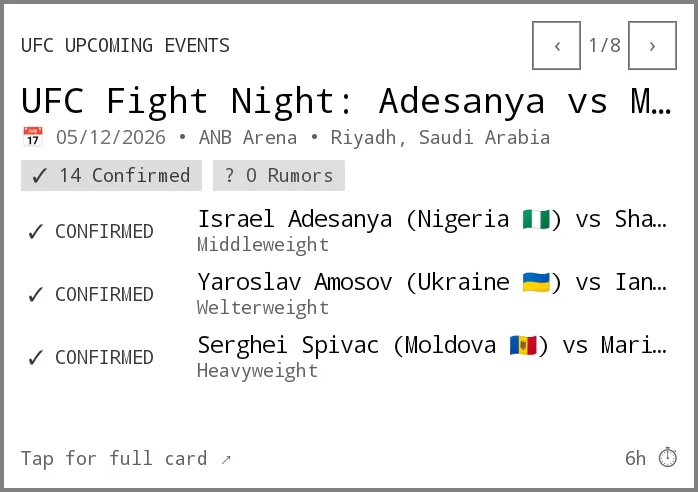 UFC UPCOMING EVENTS
‹ 1/8 ›
UFC Fight Night: Adesanya vs M…
📅 05/12/2026 • ANB Arena • Riyadh, Saudi Arabia
✓ 14 Confirmed ? 0 Rumors
✓ CONFIRMED
Israel Adesanya (Nigeria 🇳🇬) vs Sha…
Middleweight
✓ CONFIRMED
Yaroslav Amosov (Ukraine 🇺🇦) vs Ian…
Welterweight
✓ CONFIRMED
Serghei Spivac (Moldova 🇲🇩) vs Mari…
Heavyweight
Tap for full card ↗
6h ⏱